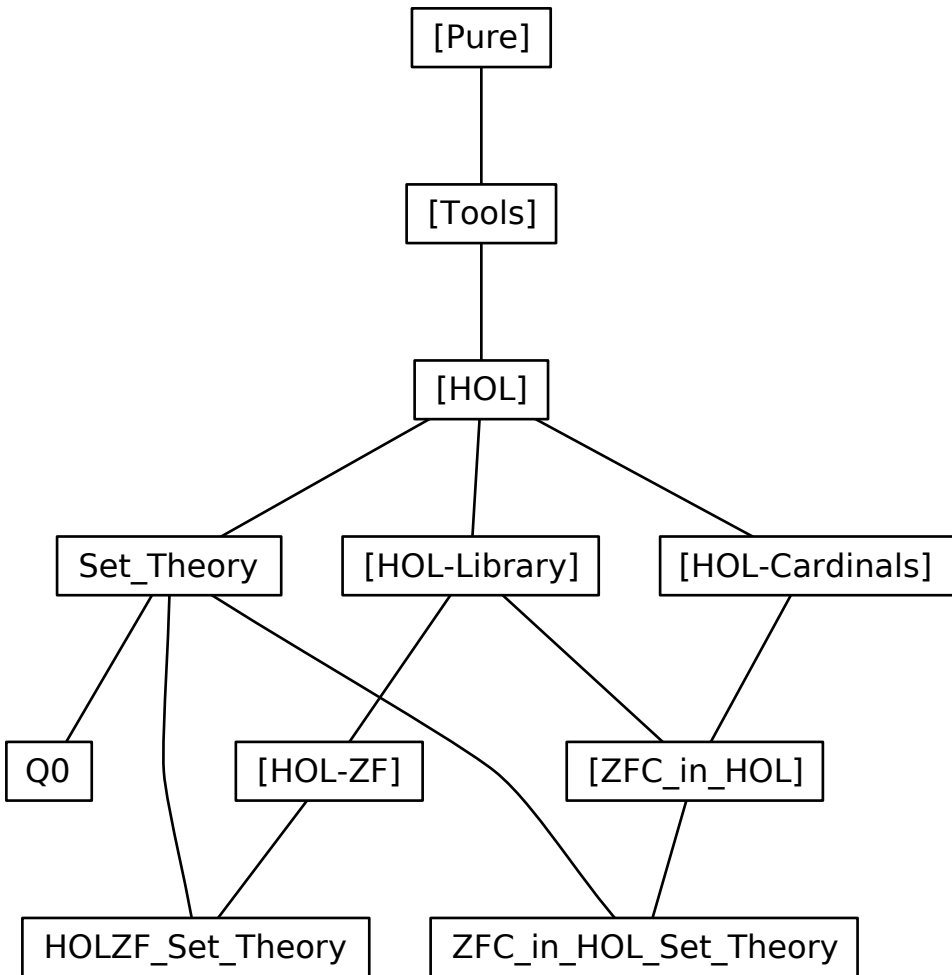 [Pure]
[Tools]
[HOL]
Set_Theory
[HOL-Library]
[HOL-Cardinals]
Q0
[HOL-ZF]
[ZFC_in_HOL]
HOLZF_Set_Theory
ZFC_in_HOL_Set_Theory